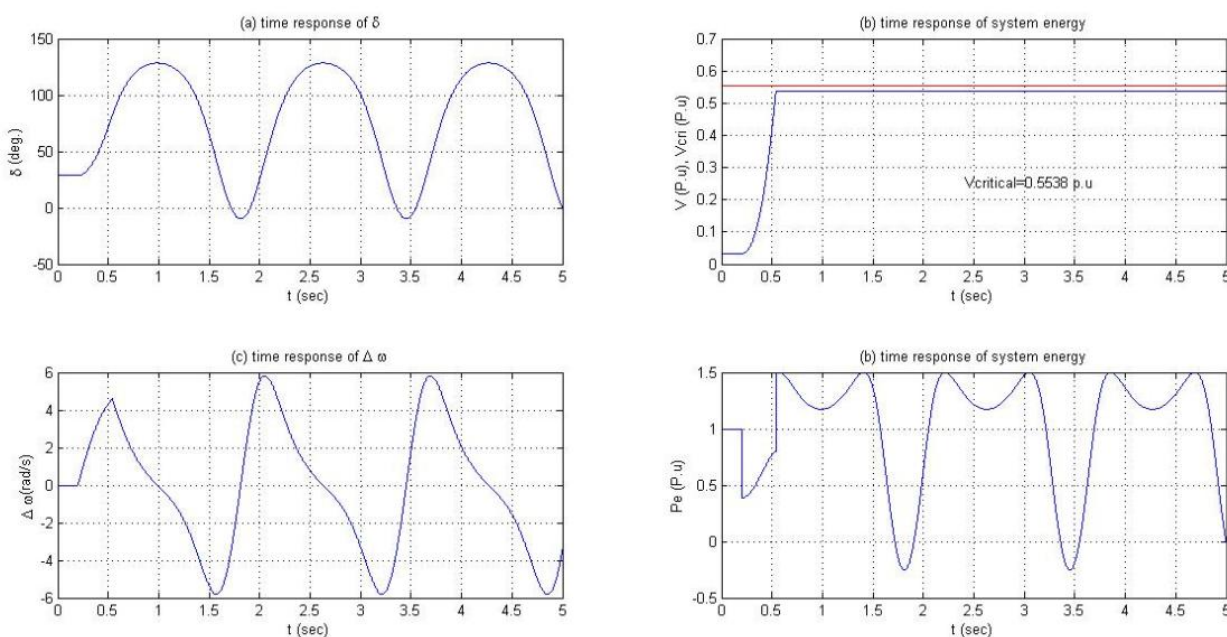 (a) time response of δ
150
100
50
0
-50
δ (deg.)
0 0.5 1 1.5 2 2.5 3 3.5 4 4.5 5
t (sec)
(b) time response of system energy
0.7
0.6
0.5
0.4
0.3
0.2
0.1
0
V (P.u), Vcri (P.u)
Vcritical=0.5538 p.u
0 0.5 1 1.5 2 2.5 3 3.5 4 4.5 5
t (sec)
(c) time response of Δ ω
6
4
2
0
-2
-4
-6
Δ ω(rad/s)
0 0.5 1 1.5 2 2.5 3 3.5 4 4.5 5
t (sec)
(b) time response of system energy
1.5
1
0.5
0
-0.5
Pe (P.u)
0 0.5 1 1.5 2 2.5 3 3.5 4 4.5 5
t (sec)